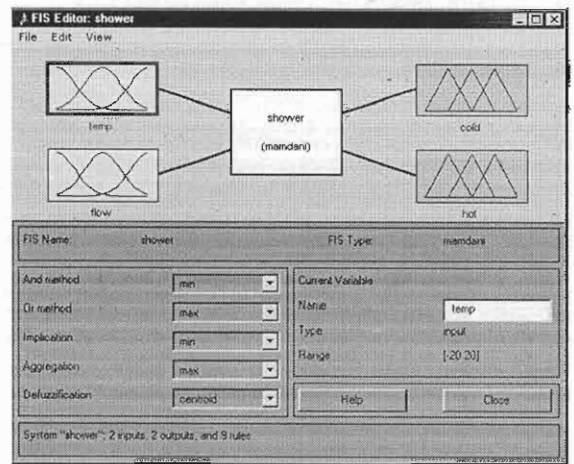 FIS Editor: shower
File Edit View
temp
flow
shower
(mamdani)
cold
hot
FIS Name: shower FIS Type: mamdani
And method min
Or method max
Implication min
Aggregation max
Defuzzification centroid
Current Variable
Name temp
Type input
Range [-20 20]
Help Close
System "shower": 2 inputs, 2 outputs, and 9 rules